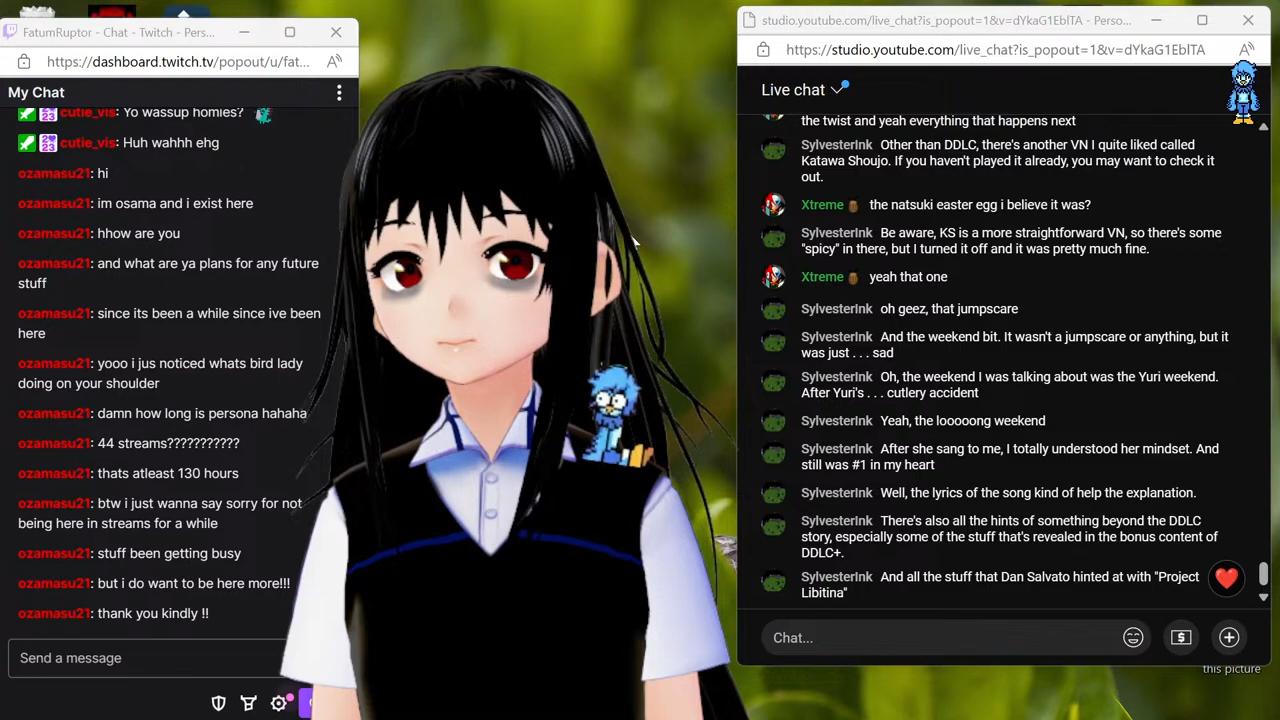 FatumRuptor - Chat - Twitch - Pers...
https://dashboard.twitch.tv/popout/u/fat...
My Chat
cutie_vis: Yo wassup homies?
cutie_vis: Huh wahhh ehg
ozamasu21: hi
ozamasu21: im osama and i exist here
ozamasu21: hhow are you
ozamasu21: and what are ya plans for any future
stuff
ozamasu21: since its been a while since ive been
here
ozamasu21: yooo i jus noticed whats bird lady
doing on your shoulder
ozamasu21: damn how long is persona hahaha
ozamasu21: 44 streams???????????
ozamasu21: thats atleast 130 hours
ozamasu21: btw i just wanna say sorry for not
being here in streams for a while
ozamasu21: stuff been getting busy
ozamasu21: but i do want to be here more!!!
ozamasu21: thank you kindly !!
Send a message
studio.youtube.com/live_chat?is_popout=1&v=dYkaG1EblTA - Perso...
https://studio.youtube.com/live_chat?is_popout=1&v=dYkaG1EblTA
Live chat
the twist and yeah everything that happens next
SylvesterInk Other than DDLC, there's another VN I quite liked called
Katawa Shoujo. If you haven't played it already, you may want to check it
out.
Xtreme the natsuki easter egg i believe it was?
SylvesterInk Be aware, KS is a more straightforward VN, so there's some
"spicy" in there, but I turned it off and it was pretty much fine.
Xtreme yeah that one
SylvesterInk oh geez, that jumpscare
SylvesterInk And the weekend bit. It wasn't a jumpscare or anything, but it
was just . . . sad
SylvesterInk Oh, the weekend I was talking about was the Yuri weekend.
After Yuri's . . . cutlery accident
SylvesterInk Yeah, the looooong weekend
SylvesterInk After she sang to me, I totally understood her mindset. And
still was #1 in my heart
SylvesterInk Well, the lyrics of the song kind of help the explanation.
SylvesterInk There's also all the hints of something beyond the DDLC
story, especially some of the stuff that's revealed in the bonus content of
DDLC+.
SylvesterInk And all the stuff that Dan Salvato hinted at with "Project
Libitina"
Chat...
this picture